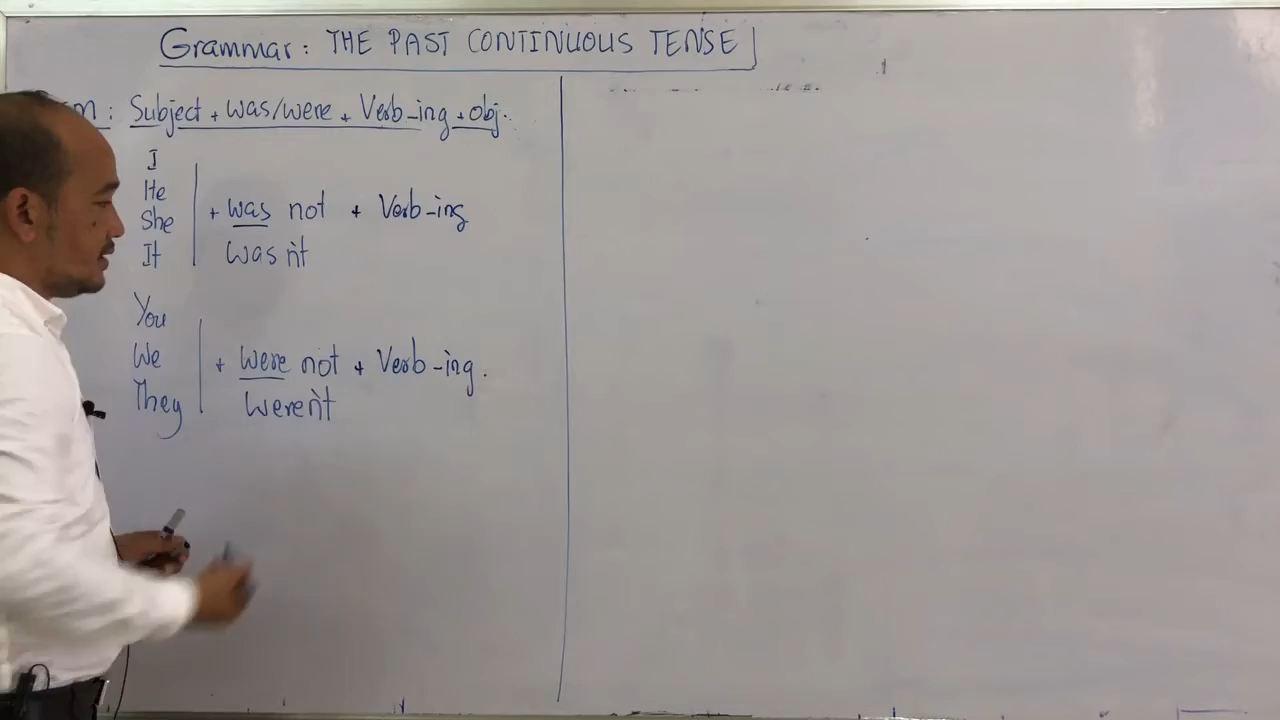 Grammar: THE PAST CONTINUOUS TENSE
: Subject + was/were + Verb-ing + obj.
I
He
She
It
+ was not + Verb-ing
wasn't
You
We
They
+ were not + Verb-ing.
weren't